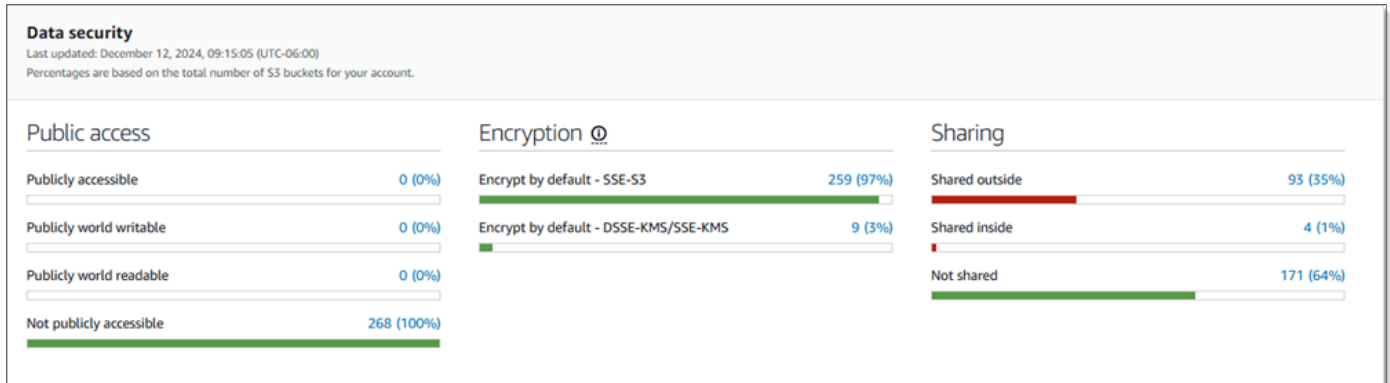 Data security
Last updated: December 12, 2024, 09:15:05 (UTC-06:00)
Percentages are based on the total number of S3 buckets for your account.
Public access
Publicly accessible 0 (0%)
Publicly world writable 0 (0%)
Publicly world readable 0 (0%)
Not publicly accessible 268 (100%)
Encryption
Encrypt by default - SSE-S3 259 (97%)
Encrypt by default - DSSE-KMS/SSE-KMS 9 (3%)
Sharing
Shared outside 93 (35%)
Shared inside 4 (1%)
Not shared 171 (64%)